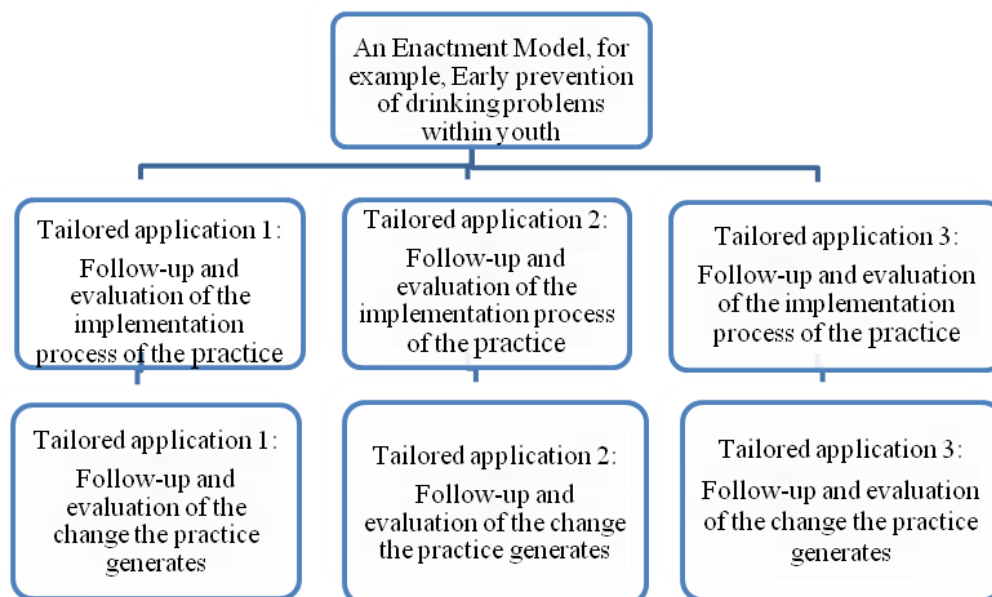 An Enactment Model, for
example, Early prevention
of drinking problems
within youth
Tailored application 1:
Follow-up and
evaluation of the
implementation
process of the practice
Tailored application 2:
Follow-up and
evaluation of the
implementation process
of the practice
Tailored application 3:
Follow-up and evaluation
of the implementation
process of the practice
Tailored application 1:
Follow-up and
evaluation of the
change the practice
generates
Tailored application 2:
Follow-up and
evaluation of the change
the practice generates
Tailored application 3:
Follow-up and evaluation
of the change the practice
generates